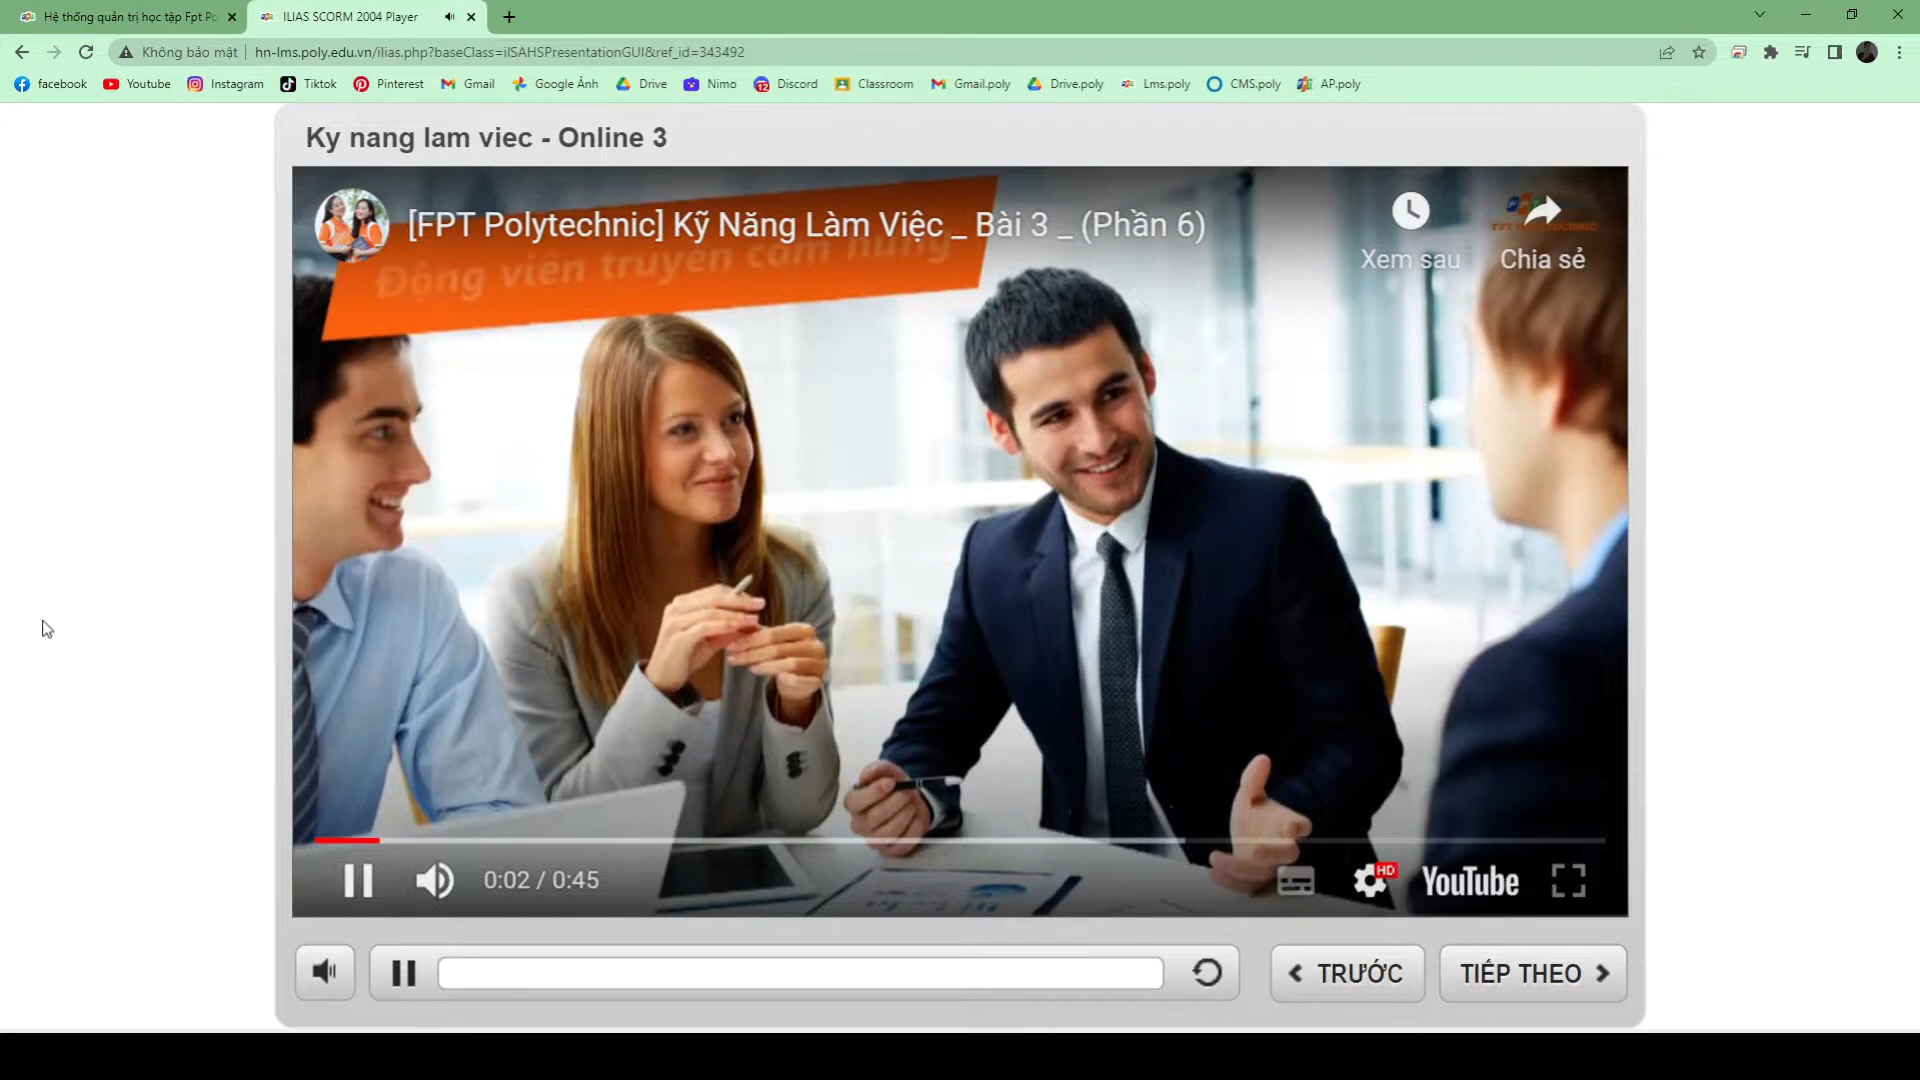 Hệ thống quản trị học tập Fpt Po
ILIAS SCORM 2004 Player
Không bảo mật
hn-lms.poly.edu.vn/ilias.php?baseClass=ilSAHSPresentationGUI&ref_id=343492
facebook
Youtube
Instagram
Tiktok
Pinterest
Gmail
Google Ảnh
Drive
Nimo
12
Discord
Classroom
Gmail.poly
Drive.poly
Lms.poly
CMS.poly
AP.poly
Ky nang lam viec - Online 3
[FPT Polytechnic] Kỹ Năng Làm Việc _ Bài 3 _ (Phần 6)
Động viên truyền cảm hứng
Xem sau
Chia sẻ
FPT POLYTECHNIC
0:02 / 0:45
HD
YouTube
TRƯỚC
TIẾP THEO